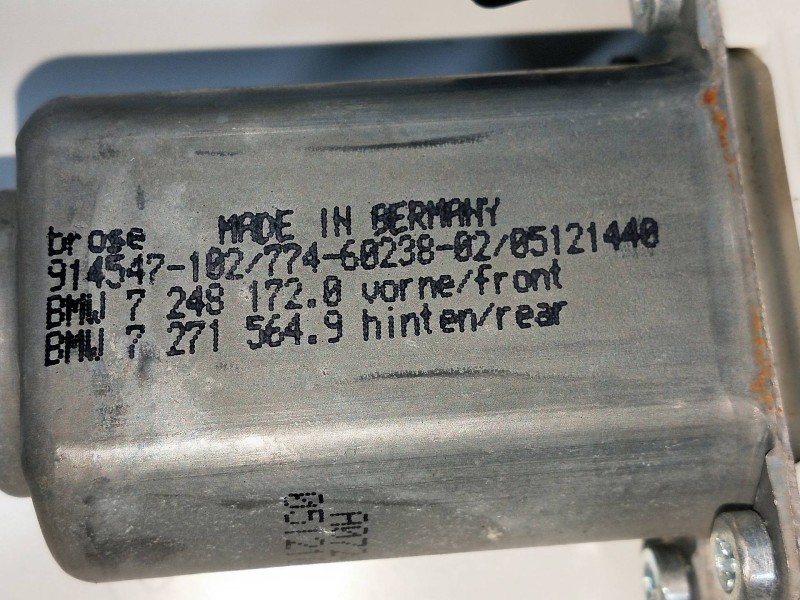 brose MADE IN GERMANY
914547-102/774-60238-02/05121440
BMW 7 248 172.0 vorne/front
BMW 7 271 564.9 hinten/rear